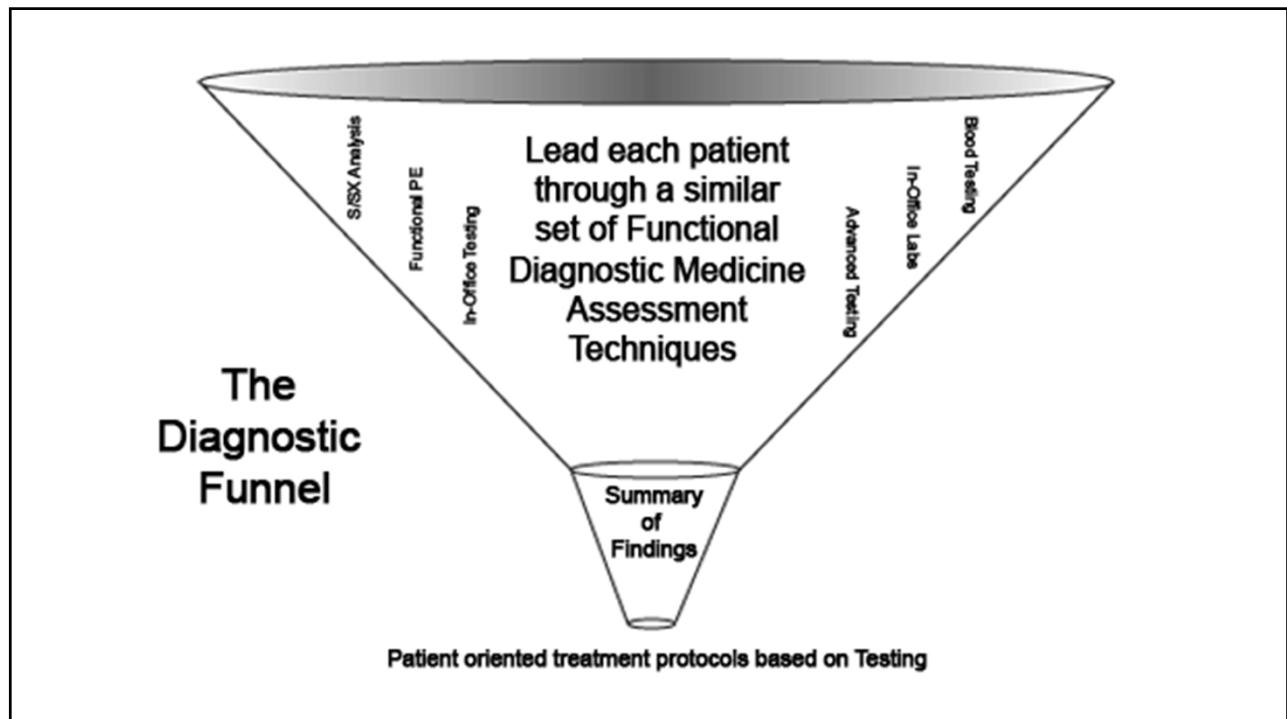 S/SX Analysis
Functional PE
In-Office Testing
Lead each patient
through a similar
set of Functional
Diagnostic Medicine
Assessment
Techniques
Advanced Testing
In-Office Labs
Blood Testing
The
Diagnostic
Funnel
Summary
of
Findings
Patient oriented treatment protocols based on Testing